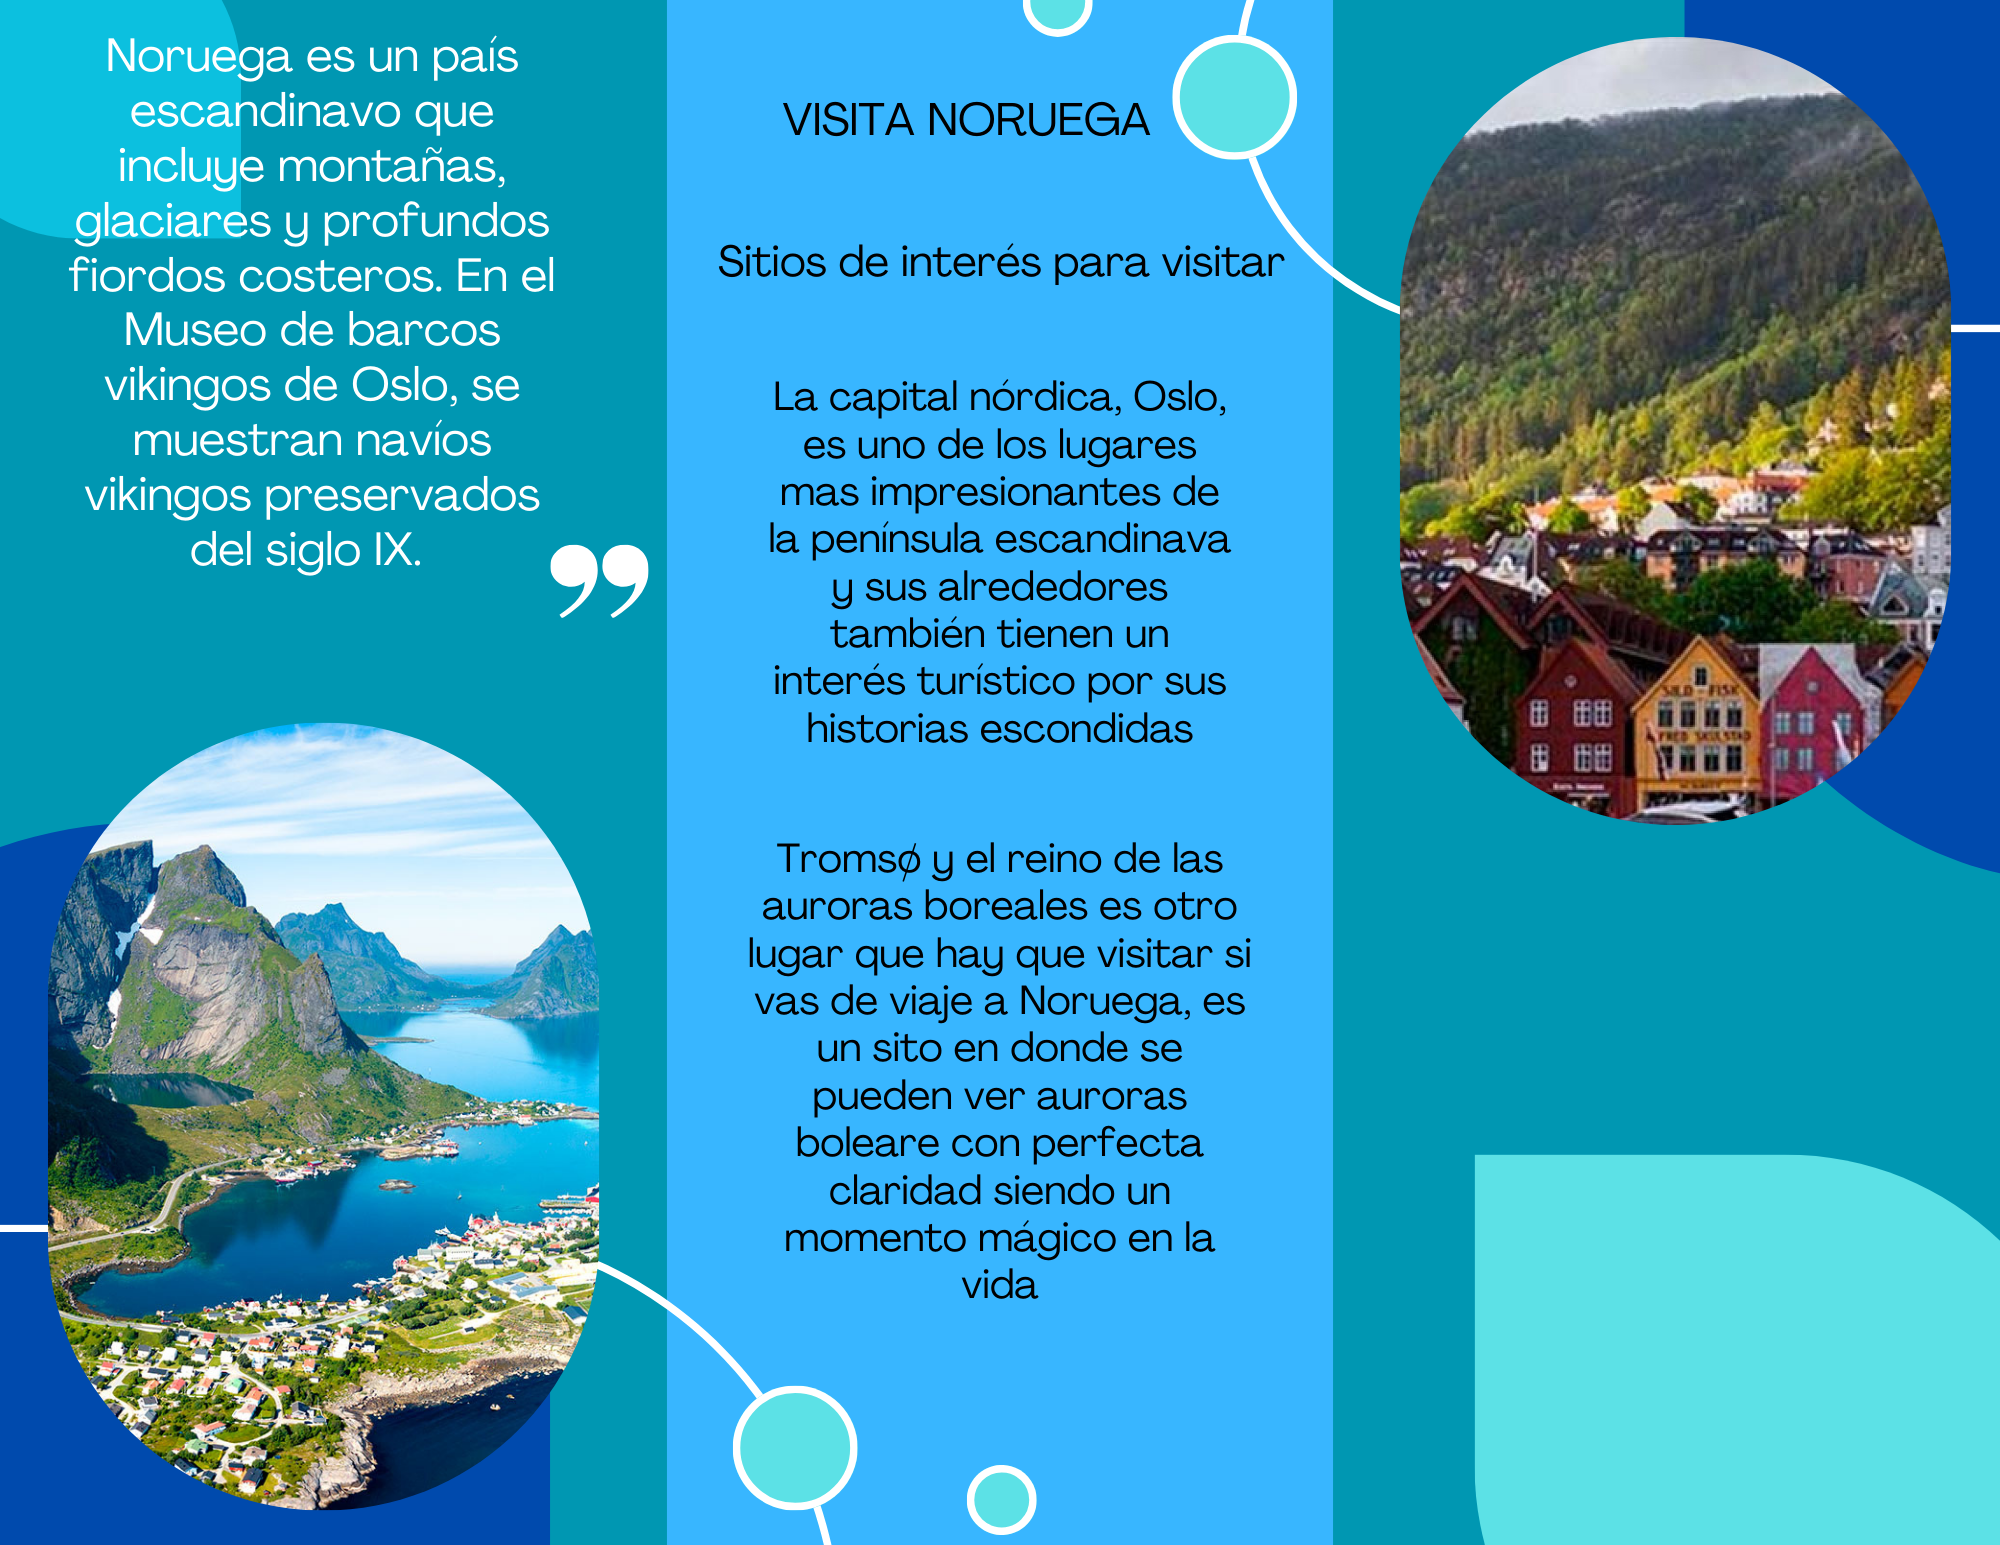 Noruega es un país
escandinavo que
incluye montañas,
glaciares y profundos
fiordos costeros. En el
Museo de barcos
vikingos de Oslo, se
muestran navíos
vikingos preservados
del siglo IX.
”
VISITA NORUEGA
Sitios de interés para visitar
La capital nórdica, Oslo,
es uno de los lugares
mas impresionantes de
la península escandinava
y sus alrededores
también tienen un
interés turístico por sus
historias escondidas
Tromsø y el reino de las
auroras boreales es otro
lugar que hay que visitar si
vas de viaje a Noruega, es
un sito en donde se
pueden ver auroras
boleare con perfecta
claridad siendo un
momento mágico en la
vida
SILD - FISK